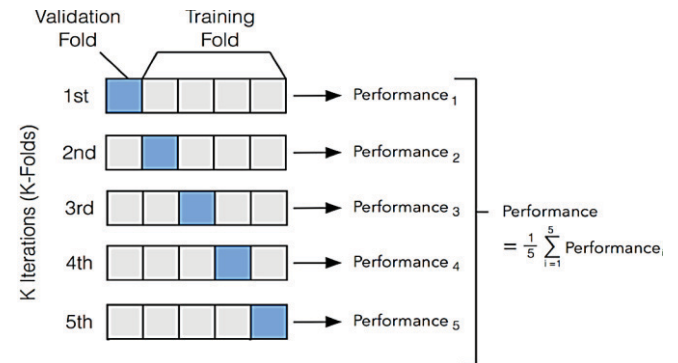 Validation
Fold
Training
Fold
K Iterations (K-Folds)
1st
Performance 1
2nd
Performance 2
3rd
Performance 3
4th
Performance 4
5th
Performance 5
Performance
= 1/5 5∑i=1 Performance